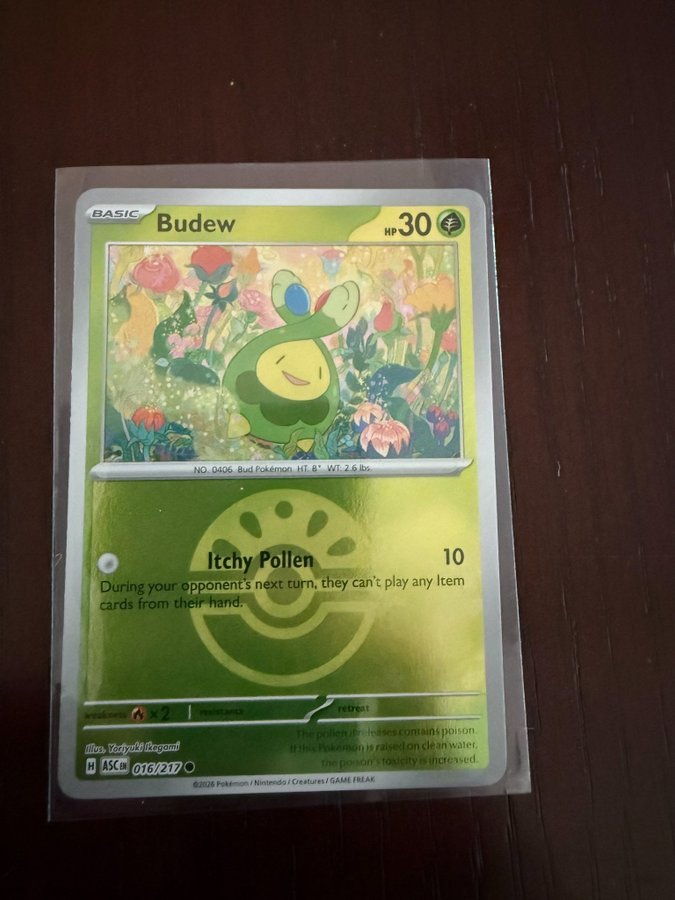 BASIC Budew HP 30
NO. 0406 Bud Pokémon HT: 8" WT: 2.6 lbs.
Itchy Pollen 10
During your opponent's next turn, they can't play any Item
cards from their hand.
weakness ×2 resistance retreat
The pollen it releases contains poison.
If this Pokémon is raised on clean water,
the poison's toxicity is increased.
Illus. Yoriyuki Ikegami
H ASC EN 016/217
©2026 Pokémon / Nintendo / Creatures / GAME FREAK